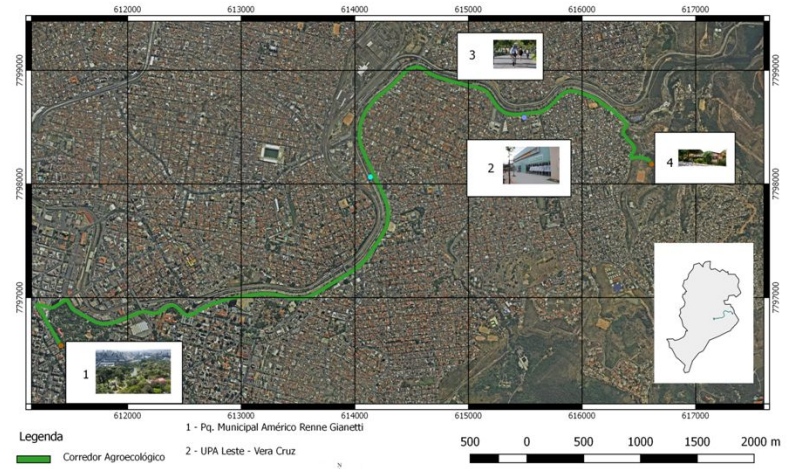 612000 613000 614000 615000 616000 617000
7799000 7799000
7798000 7798000
7797000 7797000
3
2
4
1
612000 613000 614000 615000 616000 617000
Legenda
Corredor Agroecológico
1 - Pq. Municipal Américo Renne Gianetti
2 - UPA Leste - Vera Cruz
N
500 0 500 1000 1500 2000 m